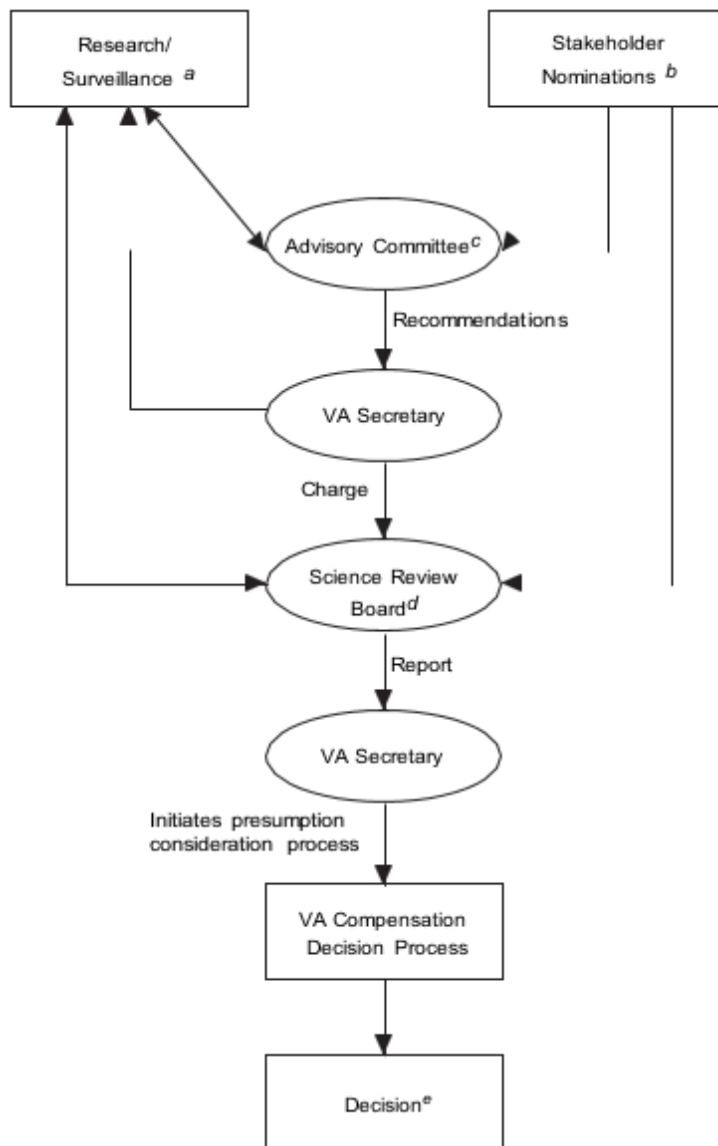 Research/
Surveillance a
Stakeholder
Nominations b
Advisory Committee c
Recommendations
VA Secretary
Charge
Science Review
Board d
Report
VA Secretary
Initiates presumption
consideration process
VA Compensation
Decision Process
Decision e